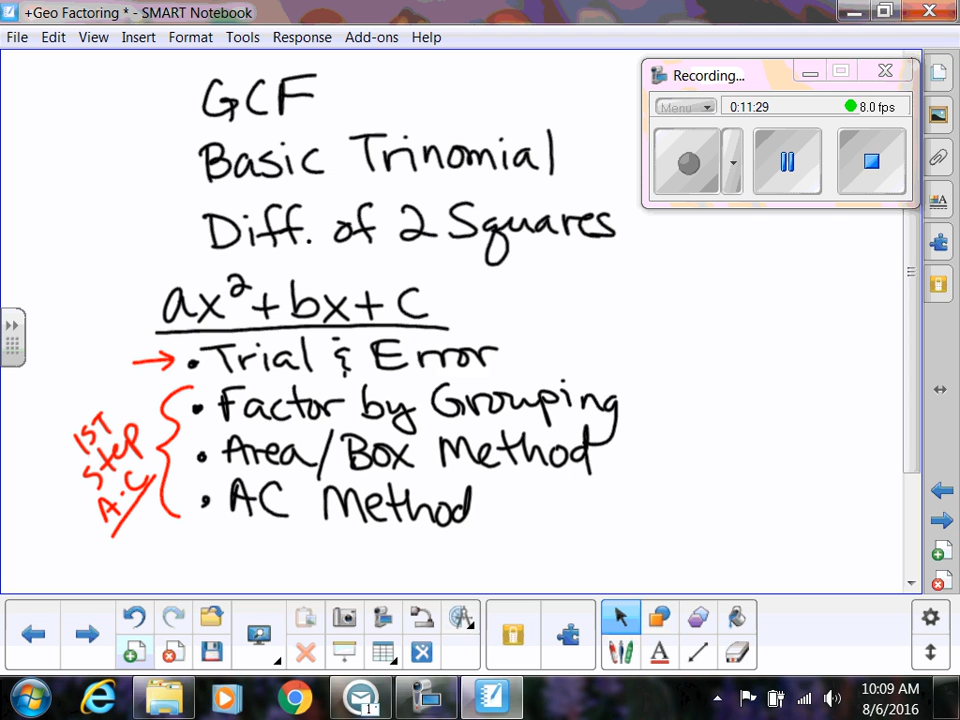 +Geo Factoring * - SMART Notebook
File Edit View Insert Format Tools Response Add-ons Help
Recording...
Menu
0:11:29
8.0 fps
GCF
Basic Trinomial
Diff. of 2 Squares
ax²+bx+c
→ • Trial & Error
• Factor by Grouping
• Area/Box Method
• AC Method
1ST
Step
A·C
A
1
10:09 AM
8/6/2016